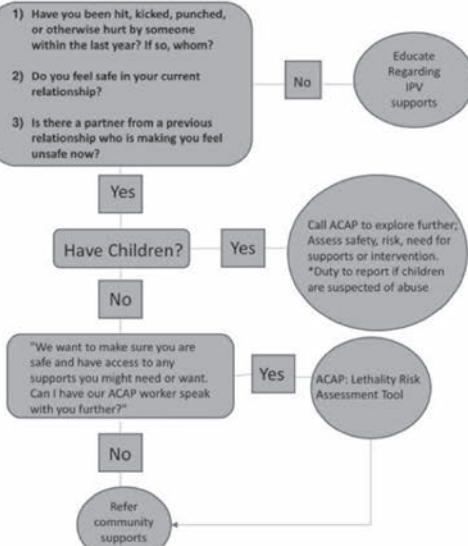 1) Have you been hit, kicked, punched,
or otherwise hurt by someone
within the last year? If so, whom?
2) Do you feel safe in your current
relationship?
3) Is there a partner from a previous
relationship who is making you feel
unsafe now?
No
Educate
Regarding
IPV
supports
Yes
Have Children?
Yes
Call ACAP to explore further;
Assess safety, risk, need for
supports or intervention.
*Duty to report if children
are suspected of abuse
No
"We want to make sure you are
safe and have access to any
supports you might need or want.
Can I have our ACAP worker speak
with you further?"
Yes
ACAP: Lethality Risk
Assessment Tool
No
Refer
community
supports